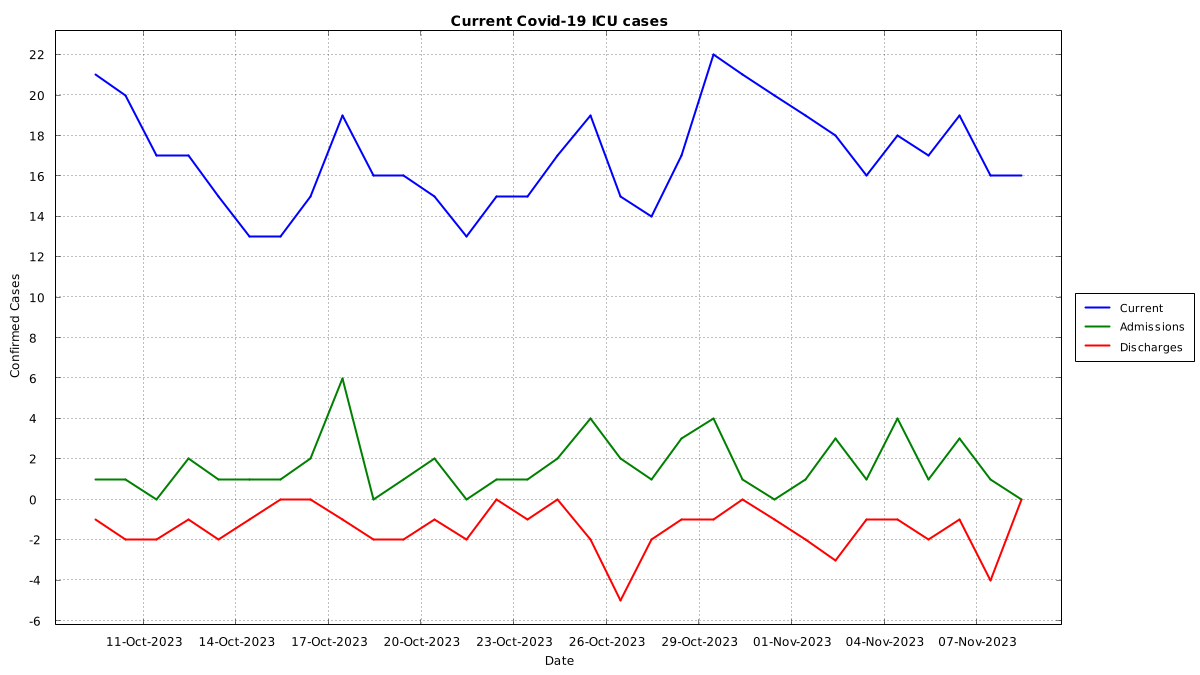 Current Covid-19 ICU cases
22
20
18
16
14
12
10
8
6
4
2
0
-2
-4
-6
Confirmed Cases
11-Oct-2023 14-Oct-2023 17-Oct-2023 20-Oct-2023 23-Oct-2023 26-Oct-2023 29-Oct-2023 01-Nov-2023 04-Nov-2023 07-Nov-2023
Date
Current
Admissions
Discharges